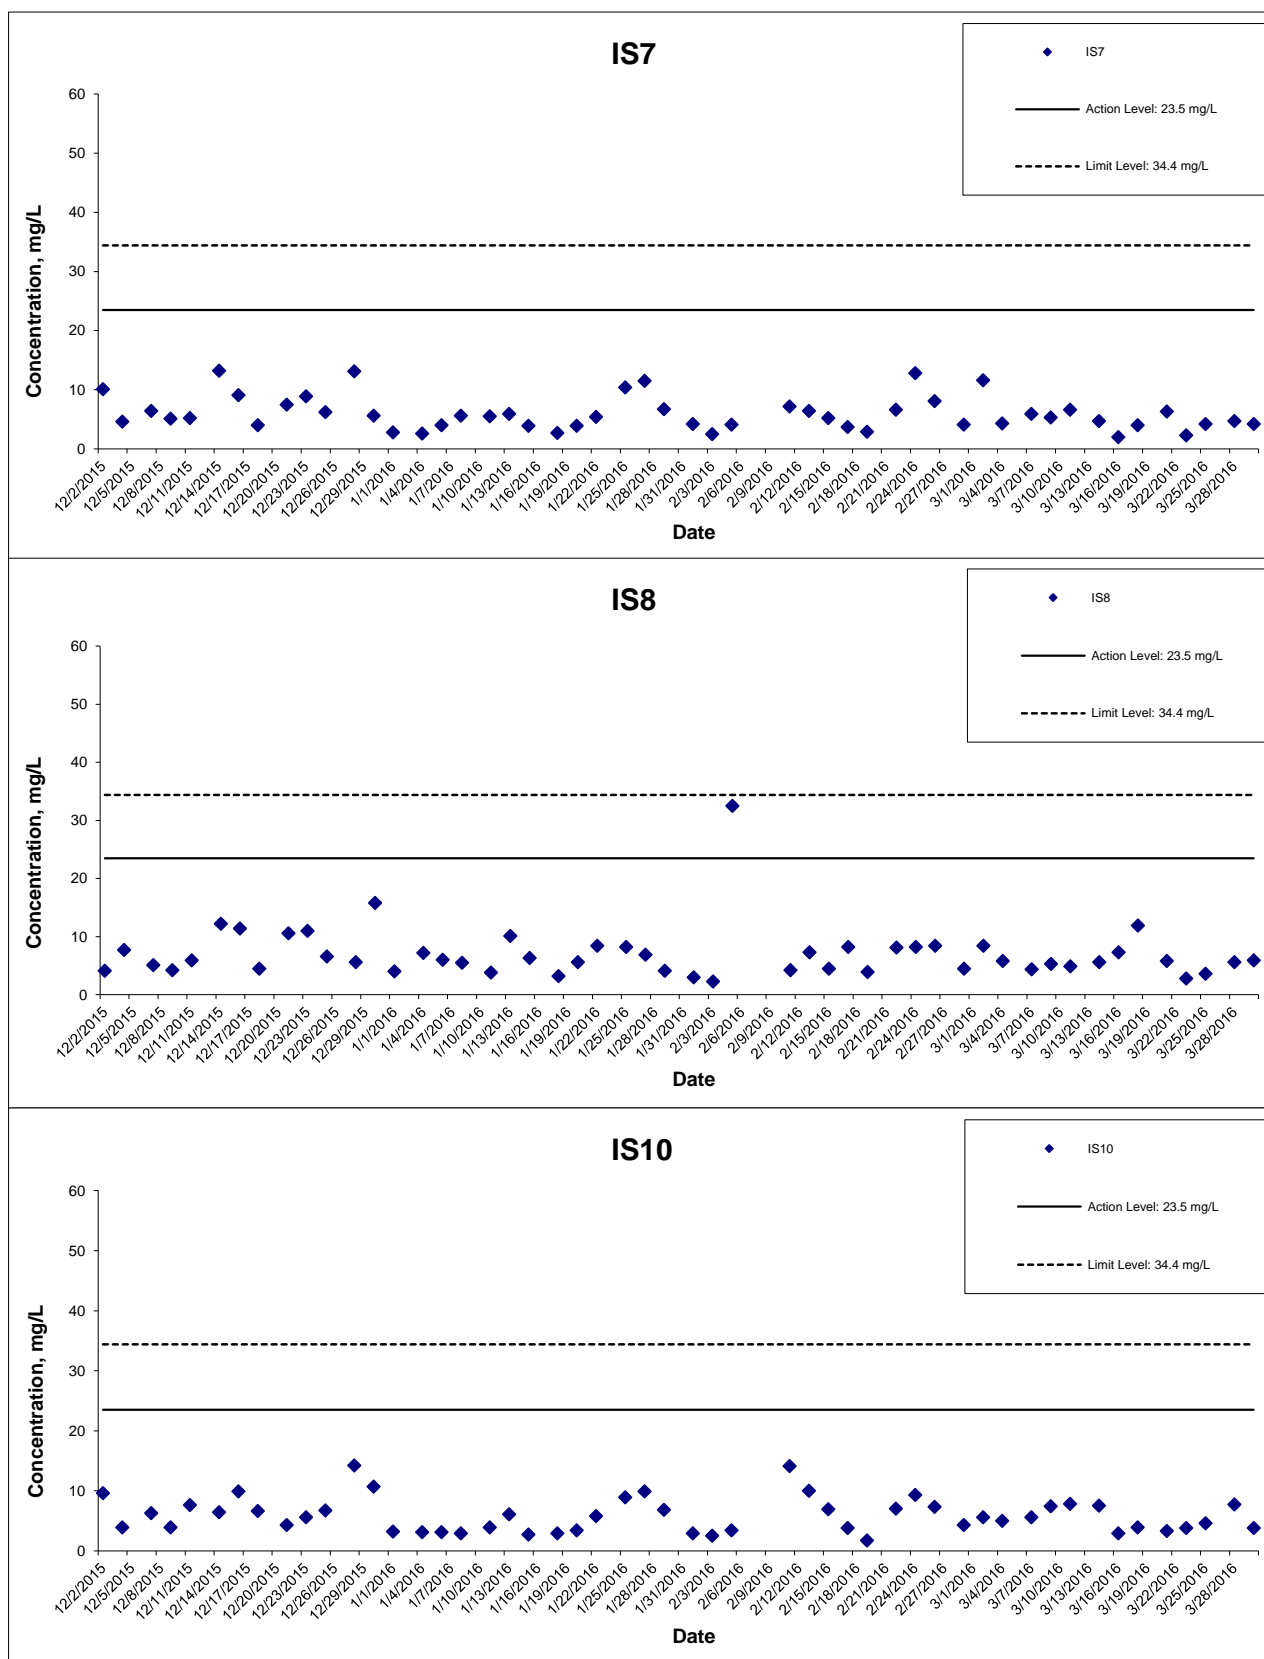 IS7
IS7
Action Level: 23.5 mg/L
Limit Level: 34.4 mg/L
Concentration, mg/L
60
50
40
30
20
10
0
12/2/2015 12/5/2015 12/8/2015 12/11/2015 12/14/2015 12/17/2015 12/20/2015 12/23/2015 12/26/2015 12/29/2015 1/1/2016 1/4/2016 1/7/2016 1/10/2016 1/13/2016 1/16/2016 1/19/2016 1/22/2016 1/25/2016 1/28/2016 1/31/2016 2/3/2016 2/6/2016 2/9/2016 2/12/2016 2/15/2016 2/18/2016 2/21/2016 2/24/2016 2/27/2016 3/1/2016 3/4/2016 3/7/2016 3/10/2016 3/13/2016 3/16/2016 3/19/2016 3/22/2016 3/25/2016 3/28/2016
Date
IS8
IS8
Action Level: 23.5 mg/L
Limit Level: 34.4 mg/L
Concentration, mg/L
60
50
40
30
20
10
0
12/2/2015 12/5/2015 12/8/2015 12/11/2015 12/14/2015 12/17/2015 12/20/2015 12/23/2015 12/26/2015 12/29/2015 1/1/2016 1/4/2016 1/7/2016 1/10/2016 1/13/2016 1/16/2016 1/19/2016 1/22/2016 1/25/2016 1/28/2016 1/31/2016 2/3/2016 2/6/2016 2/9/2016 2/12/2016 2/15/2016 2/18/2016 2/21/2016 2/24/2016 2/27/2016 3/1/2016 3/4/2016 3/7/2016 3/10/2016 3/13/2016 3/16/2016 3/19/2016 3/22/2016 3/25/2016 3/28/2016
Date
IS10
IS10
Action Level: 23.5 mg/L
Limit Level: 34.4 mg/L
Concentration, mg/L
60
50
40
30
20
10
0
12/2/2015 12/5/2015 12/8/2015 12/11/2015 12/14/2015 12/17/2015 12/20/2015 12/23/2015 12/26/2015 12/29/2015 1/1/2016 1/4/2016 1/7/2016 1/10/2016 1/13/2016 1/16/2016 1/19/2016 1/22/2016 1/25/2016 1/28/2016 1/31/2016 2/3/2016 2/6/2016 2/9/2016 2/12/2016 2/15/2016 2/18/2016 2/21/2016 2/24/2016 2/27/2016 3/1/2016 3/4/2016 3/7/2016 3/10/2016 3/13/2016 3/16/2016 3/19/2016 3/22/2016 3/25/2016 3/28/2016
Date